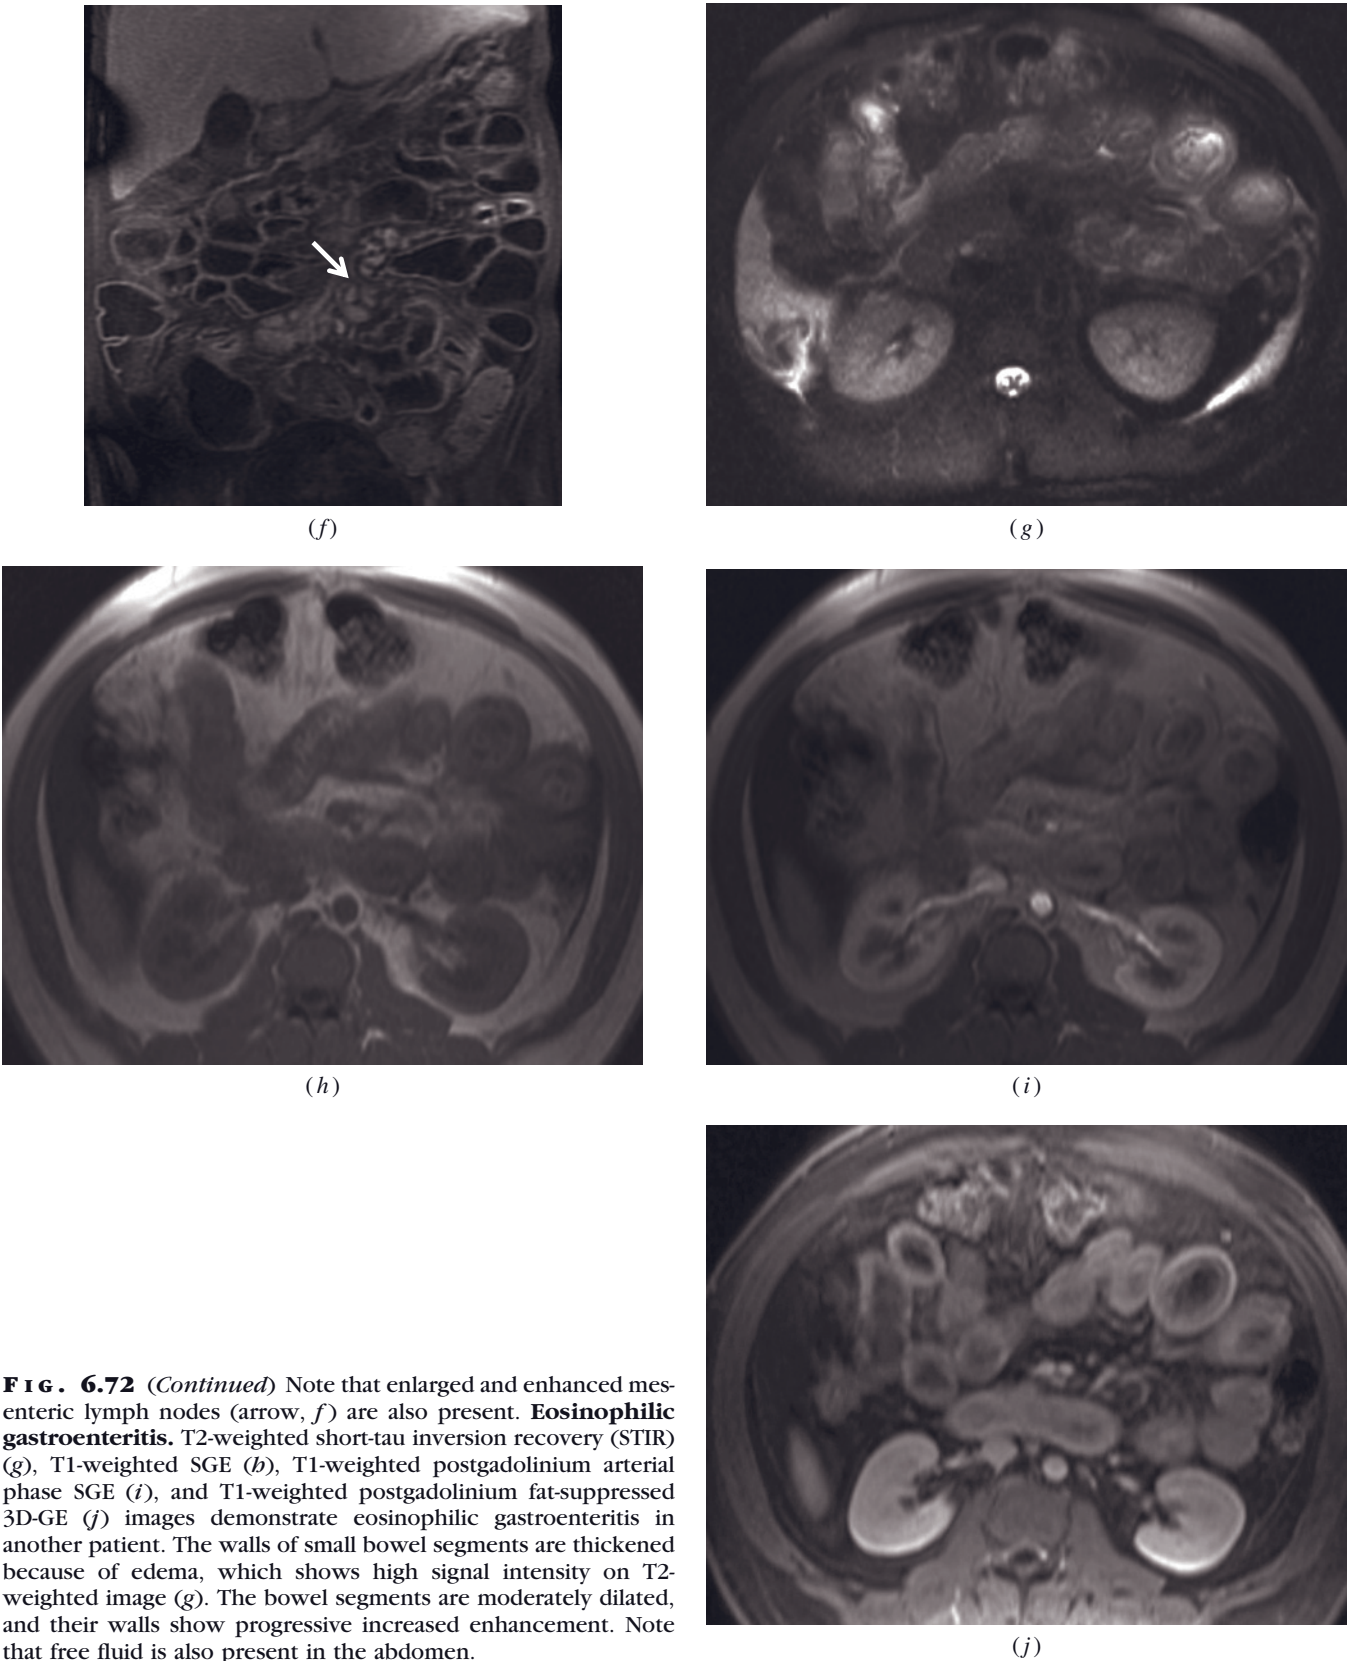 (f)
(g)
(h)
(i)
FIG. 6.72 (Continued) Note that enlarged and enhanced mes-
enteric lymph nodes (arrow, f) are also present. Eosinophilic
gastroenteritis. T2-weighted short-tau inversion recovery (STIR)
(g), T1-weighted SGE (h), T1-weighted postgadolinium arterial
phase SGE (i), and T1-weighted postgadolinium fat-suppressed
3D-GE (j) images demonstrate eosinophilic gastroenteritis in
another patient. The walls of small bowel segments are thickened
because of edema, which shows high signal intensity on T2-
weighted image (g). The bowel segments are moderately dilated,
and their walls show progressive increased enhancement. Note
that free fluid is also present in the abdomen.
(j)